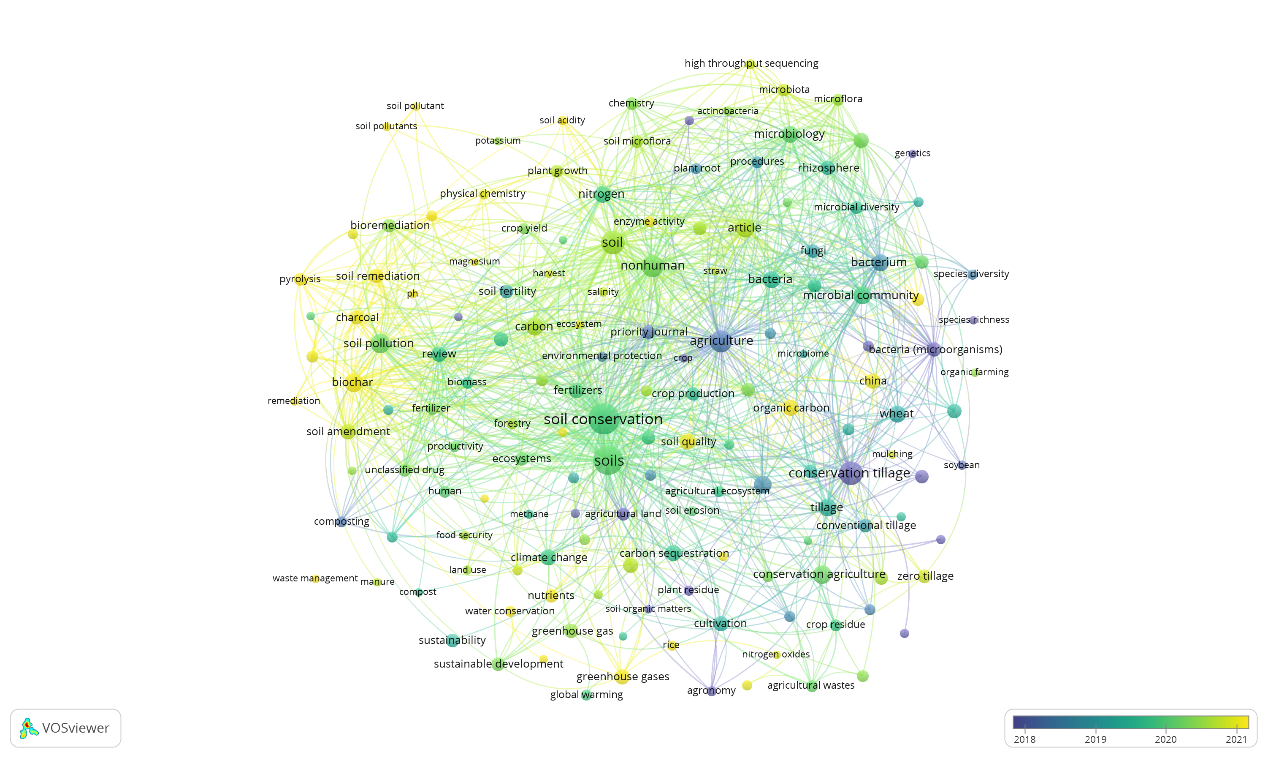 high throughput sequencing
microbiota
microflora
chemistry
soil pollutant
actinobacteria
soil acidity
soil pollutants
microbiology
potassium
soil microflora
genetics
procedures
plant root
rhizosphere
plant growth
physical chemistry
nitrogen
microbial diversity
enzyme activity
bioremediation
crop yield
article
soil
fungi
magnesium
bacterium
nonhuman
straw
harvest
species diversity
soil remediation
pyrolysis
bacteria
soil fertility
ph
salinity
microbial community
charcoal
species richness
carbon
ecosystem
priority journal
agriculture
soil pollution
bacteria (microorganisms)
review
environmental protection
crop
microbiome
organic farming
biochar
biomass
china
fertilizers
crop production
remediation
fertilizer
organic carbon
wheat
soil conservation
forestry
soil amendment
soil quality
productivity
mulching
ecosystems
soils
soybean
unclassified drug
conservation tillage
human
agricultural ecosystem
tillage
methane
agricultural land
soil erosion
composting
conventional tillage
food security
climate change
carbon sequestration
land use
conservation agriculture
zero tillage
waste management
manure
compost
plant residue
nutrients
water conservation
soil organic matters
cultivation
crop residue
greenhouse gas
sustainability
rice
nitrogen oxides
sustainable development
greenhouse gases
agricultural wastes
global warming
agronomy
VOSviewer
2018
2019
2020
2021